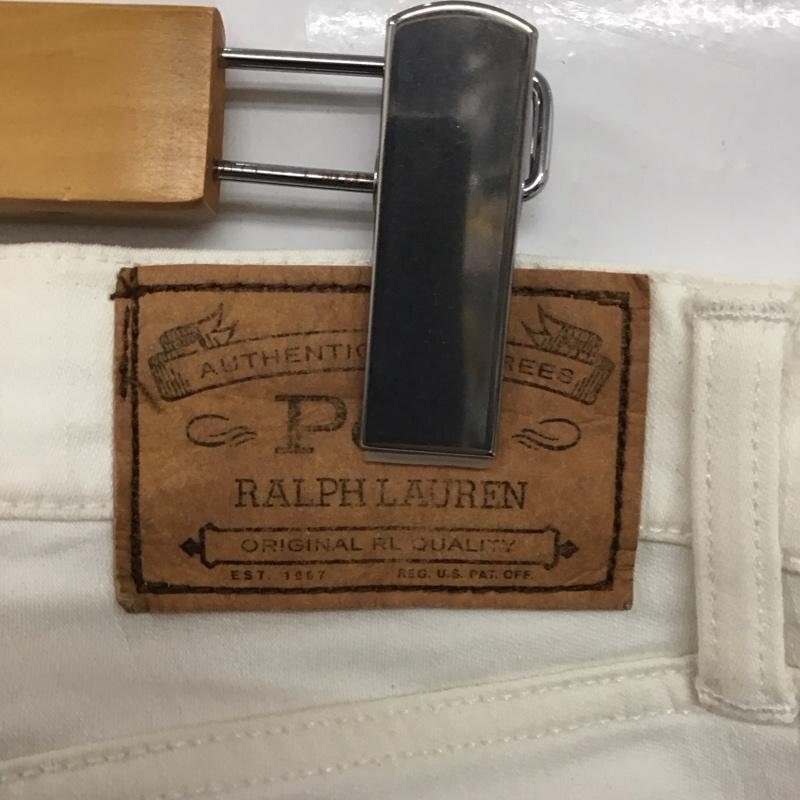 AUTHENTIC
RALPH LAUREN
ORIGINAL RL QUALITY
EST. 1967 REG. U.S. PAT. OFF.